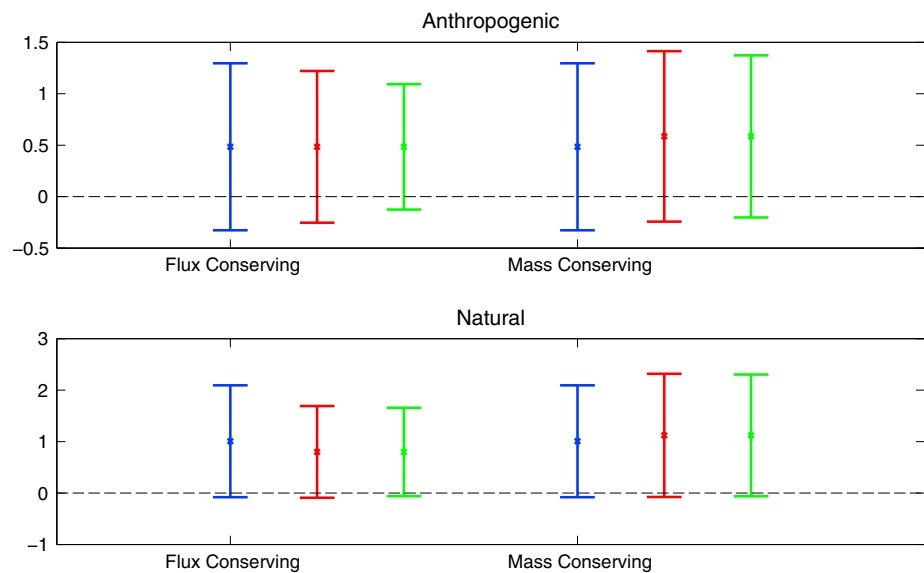 Anthropogenic
1.5
1
0.5
0
−0.5
Flux Conserving Mass Conserving
Natural
3
2
1
0
−1
Flux Conserving Mass Conserving